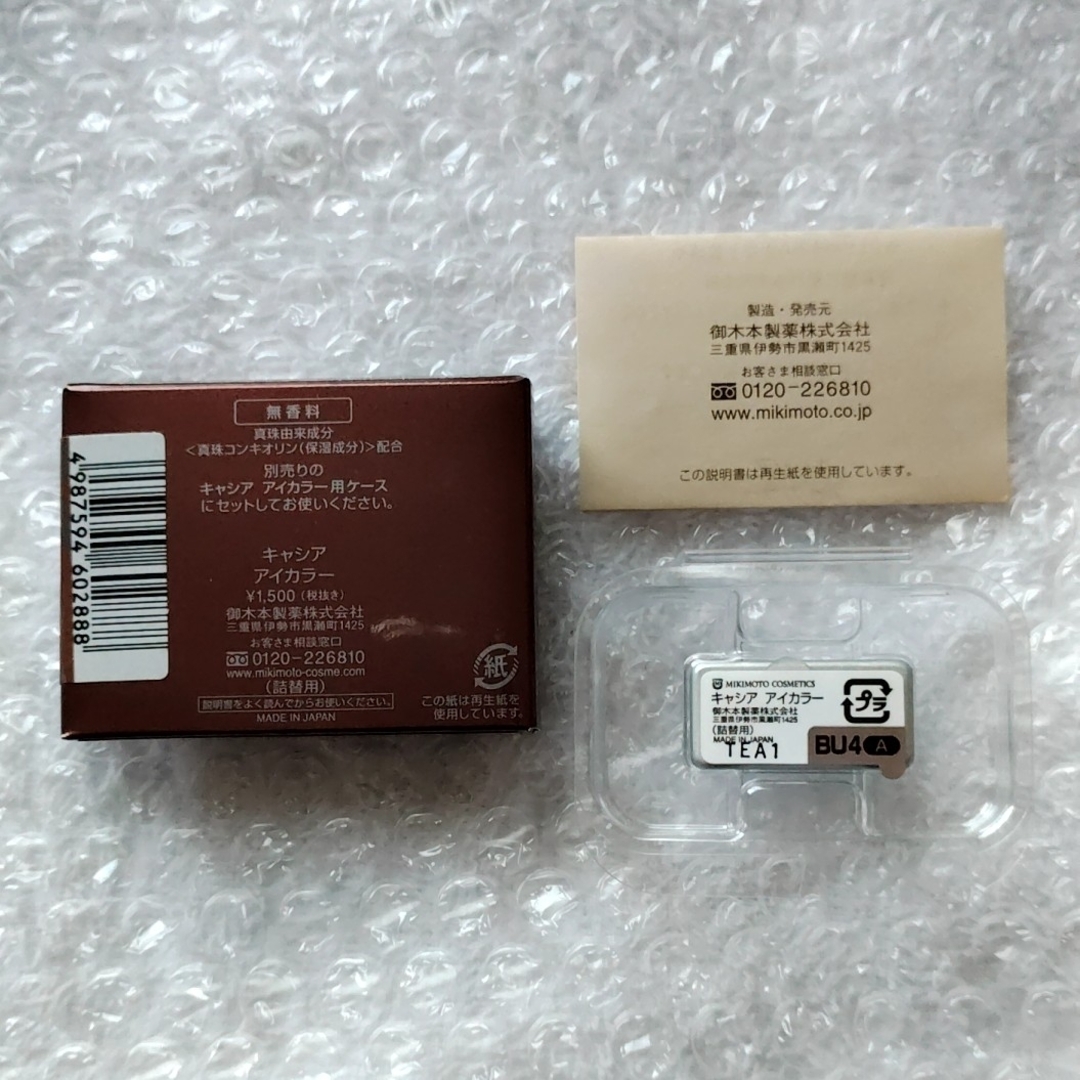 無香料
真珠由来成分
<真珠コンキオリン(保湿成分)>配合
別売りの
キャシア アイカラー用ケース
にセットしてお使いください。
キャシア
アイカラー
¥1,500(税抜き)
御木本製薬株式会社
三重県伊勢市黒瀬町1425
お客さま相談窓口
0120-226810
www.mikimoto-cosme.com
(詰替用)
説明書をよく読んでからお使いください。
MADE IN JAPAN
紙
この紙は再生紙を
使用しています。
4987594602888
製造・発売元
御木本製薬株式会社
三重県伊勢市黒瀬町1425
お客さま相談窓口
0120-226810
www.mikimoto.co.jp
この説明書は再生紙を使用しています。
MIKIMOTO COSMETICS
キャシア アイカラー
御木本製薬株式会社
三重県伊勢市黒瀬町1425
(詰替用)
MADE IN JAPAN
TEA1
プラ
BU4 A